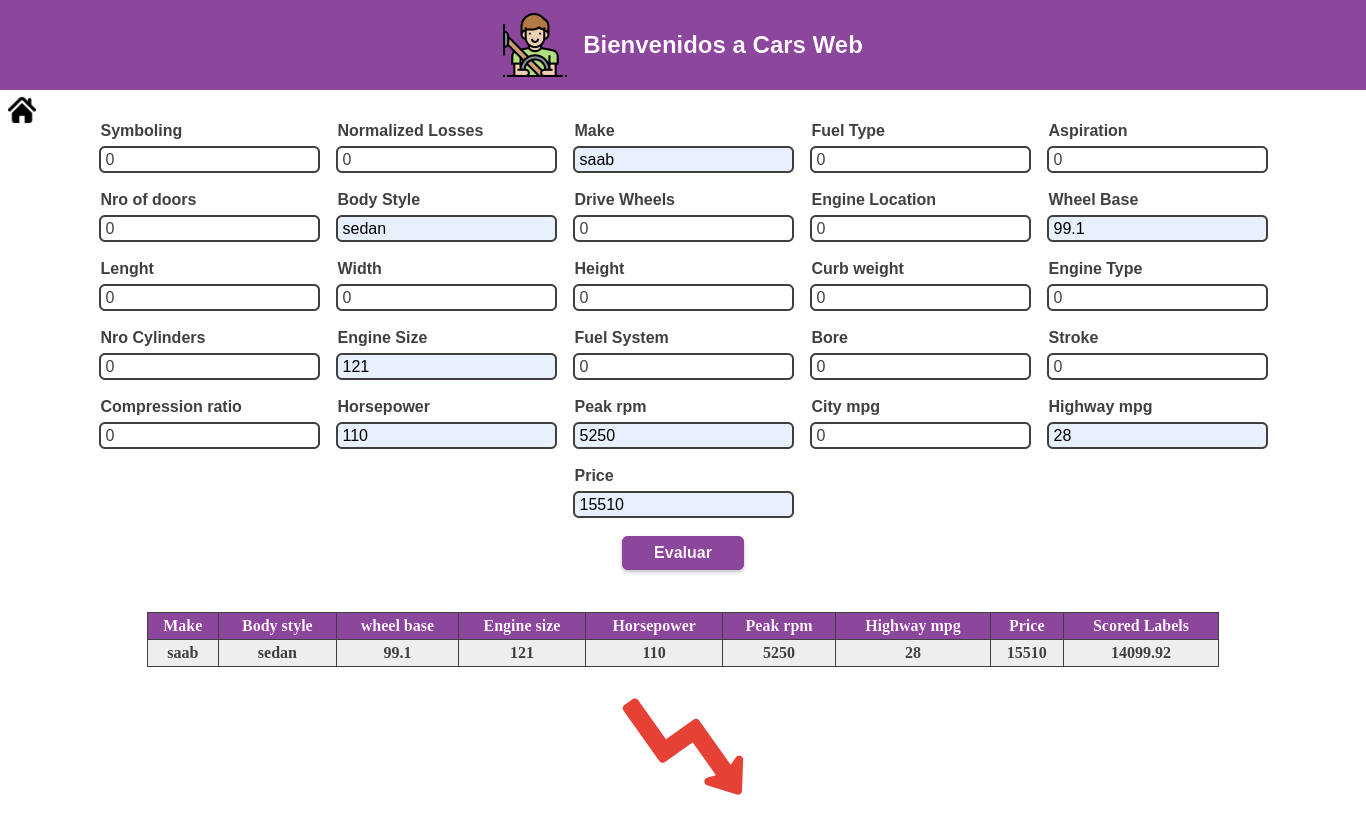 Bienvenidos a Cars Web
Symboling Normalized Losses Make Fuel Type Aspiration
0 0 saab 0 0
Nro of doors Body Style Drive Wheels Engine Location Wheel Base
0 sedan 0 0 99.1
Lenght Width Height Curb weight Engine Type
0 0 0 0 0
Nro Cylinders Engine Size Fuel System Bore Stroke
0 121 0 0 0
Compression ratio Horsepower Peak rpm City mpg Highway mpg
0 110 5250 0 28
Price
15510
Evaluar
Make Body style wheel base Engine size Horsepower Peak rpm Highway mpg Price Scored Labels
saab sedan 99.1 121 110 5250 28 15510 14099.92